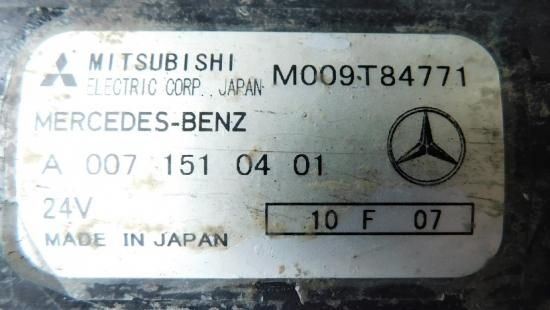 MITSUBISHI
ELECTRIC CORP., JAPAN M009T84771
MERCEDES-BENZ
A 007 151 04 01
24V 10 F 07
MADE IN JAPAN